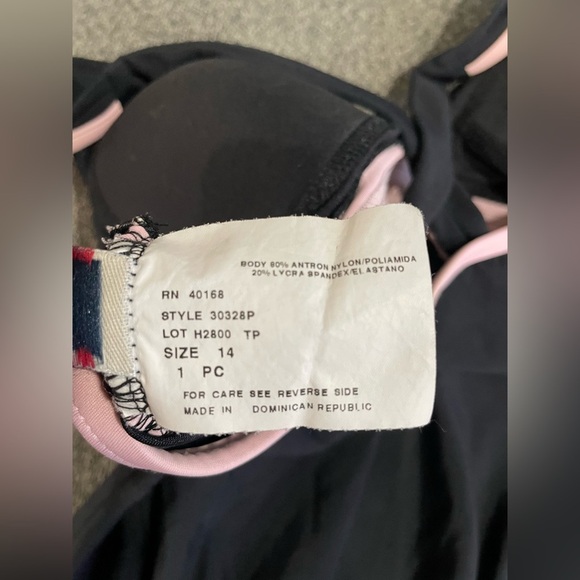 BODY 80% ANTRON NYLON/POLIAMIDA
20% LYCRA SPANDEX/ELASTANO
RN 40168
STYLE 30328P
LOT H2800 TP
SIZE 14
1 PC
FOR CARE SEE REVERSE SIDE
MADE IN DOMINICAN REPUBLIC